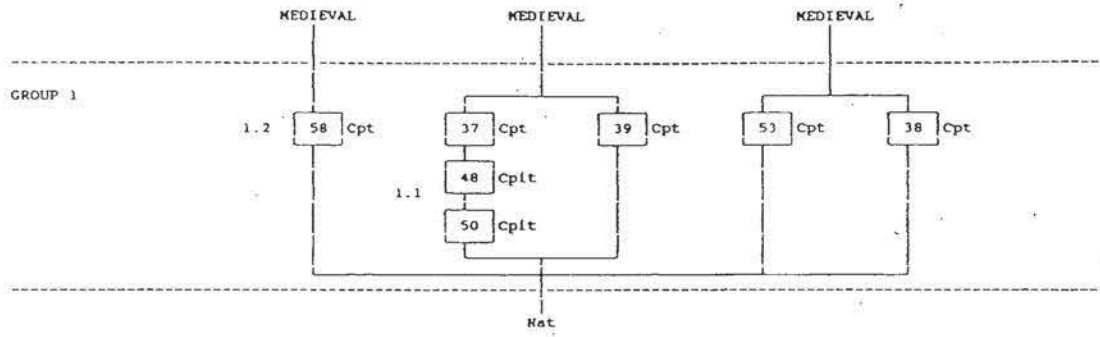 MEDIEVAL MEDIEVAL MEDIEVAL
GROUP 1
1.2 58 Cpt 37 Cpt 39 Cpt 53 Cpt 38 Cpt
48 Cpit
1.1
50 Cpit
Nat